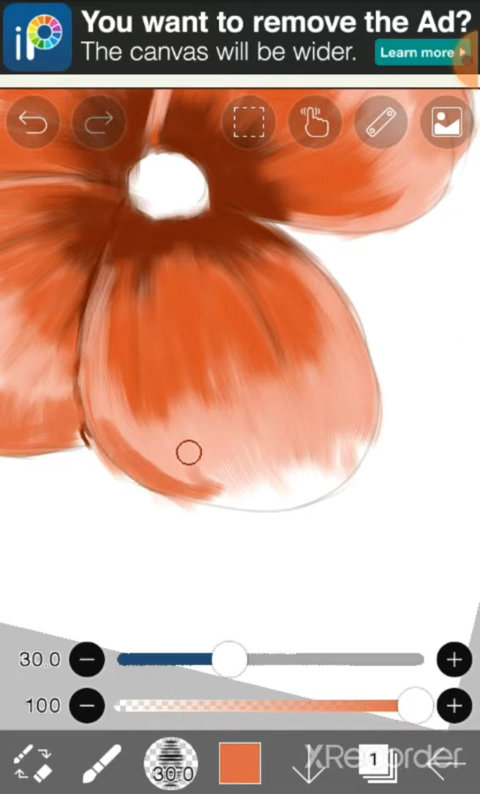 iP
You want to remove the Ad?
The canvas will be wider.
Learn more
30.0
100
30.0
1
XRecorder